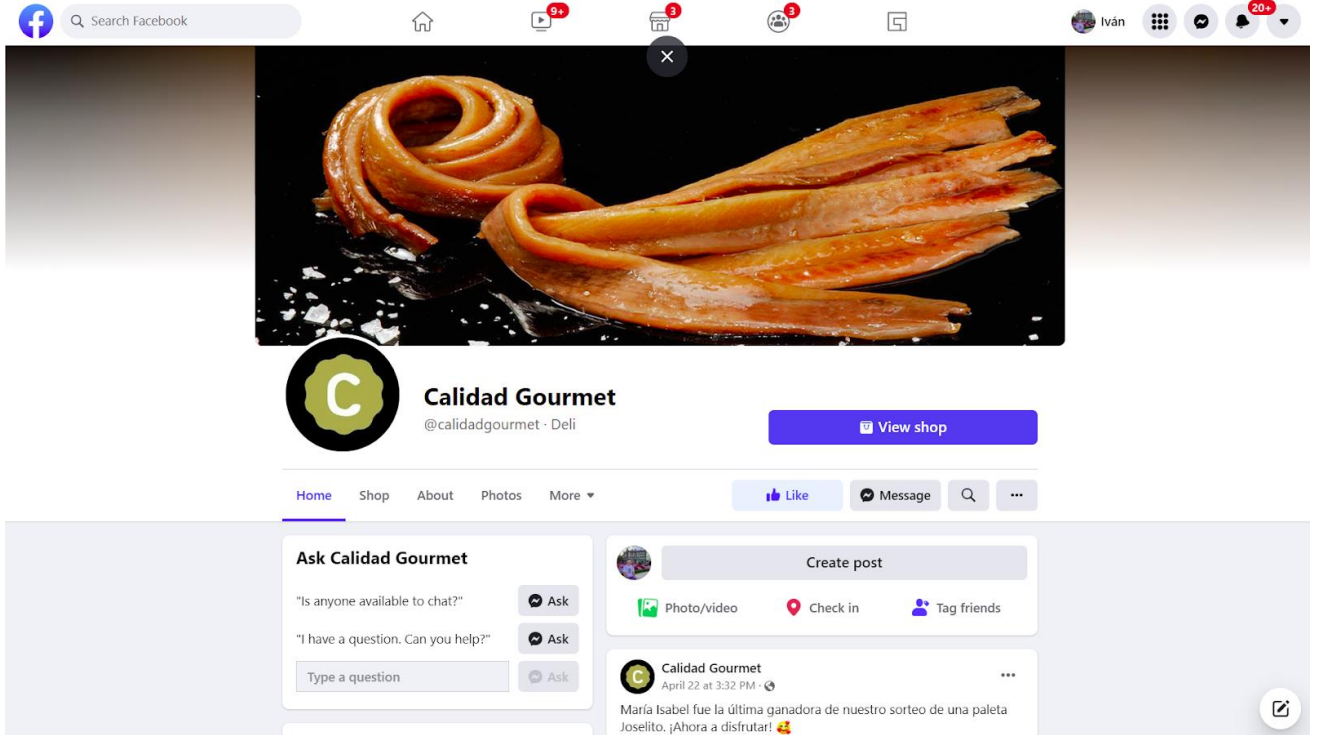 Search Facebook
9+
3
3
Iván
20+
C
Calidad Gourmet
@calidadgourmet · Deli
View shop
Home Shop About Photos More
Like Message
Ask Calidad Gourmet
"Is anyone available to chat?" Ask
"I have a question. Can you help?" Ask
Type a question Ask
Create post
Photo/video Check in Tag friends
C
Calidad Gourmet
April 22 at 3:32 PM ·
María Isabel fue la última ganadora de nuestro sorteo de una paleta
Joselito. ¡Ahora a disfrutar! 🥰